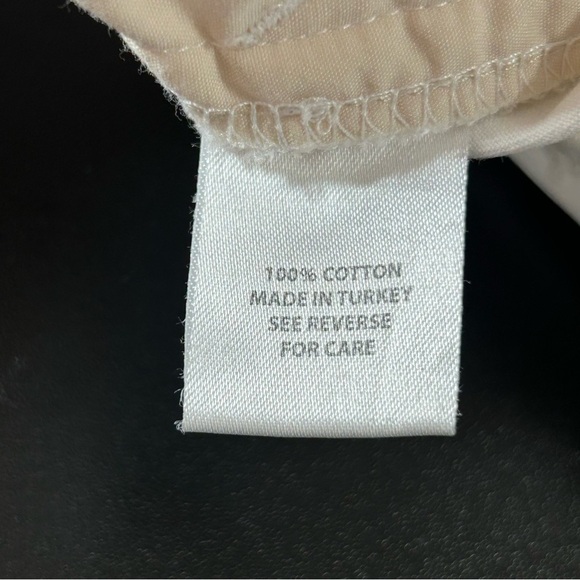 100% COTTON
MADE IN TURKEY
SEE REVERSE
FOR CARE